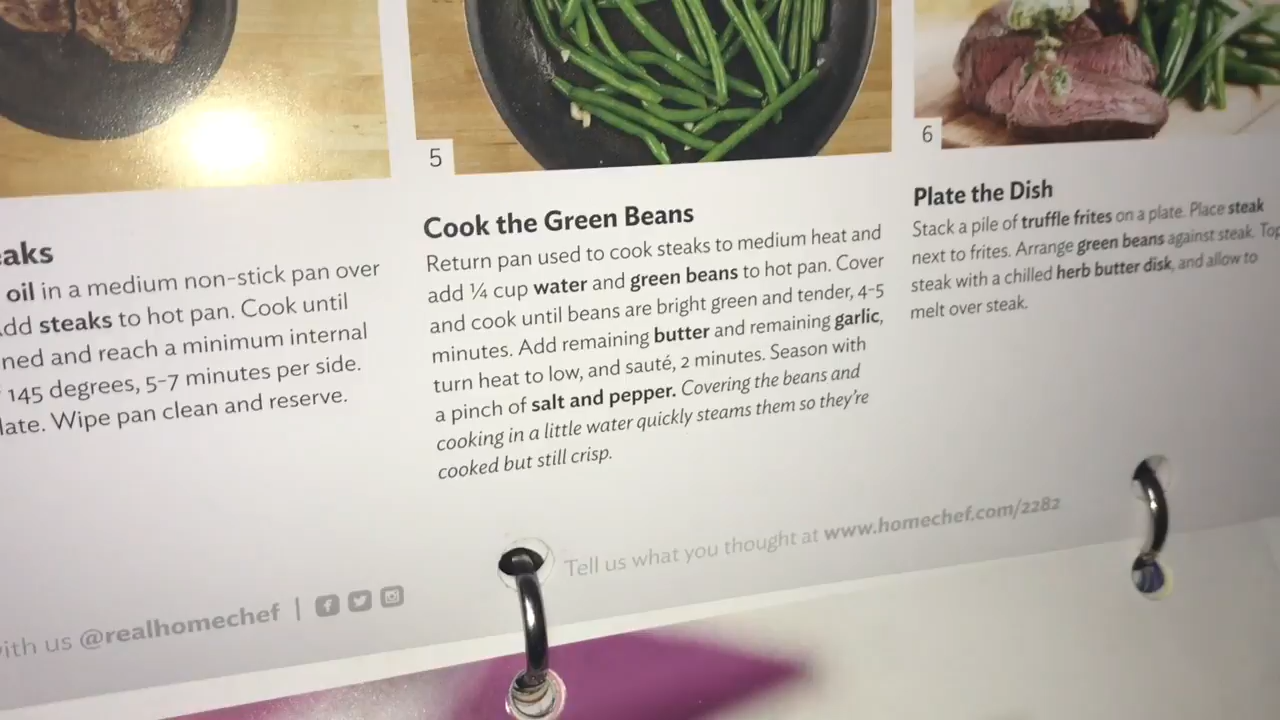 eaks
oil in a medium non-stick pan over
dd steaks to hot pan. Cook until
ned and reach a minimum internal
145 degrees, 5-7 minutes per side.
late. Wipe pan clean and reserve.
5
Cook the Green Beans
Return pan used to cook steaks to medium heat and
add ¼ cup water and green beans to hot pan. Cover
and cook until beans are bright green and tender, 4-5
minutes. Add remaining butter and remaining garlic,
turn heat to low, and sauté, 2 minutes. Season with
a pinch of salt and pepper. Covering the beans and
cooking in a little water quickly steams them so they're
cooked but still crisp.
6
Plate the Dish
Stack a pile of truffle frites on a plate. Place steak
next to frites. Arrange green beans against steak. Top
steak with a chilled herb butter disk, and allow to
melt over steak.
ith us @realhomechef |
Tell us what you thought at www.homechef.com/2282